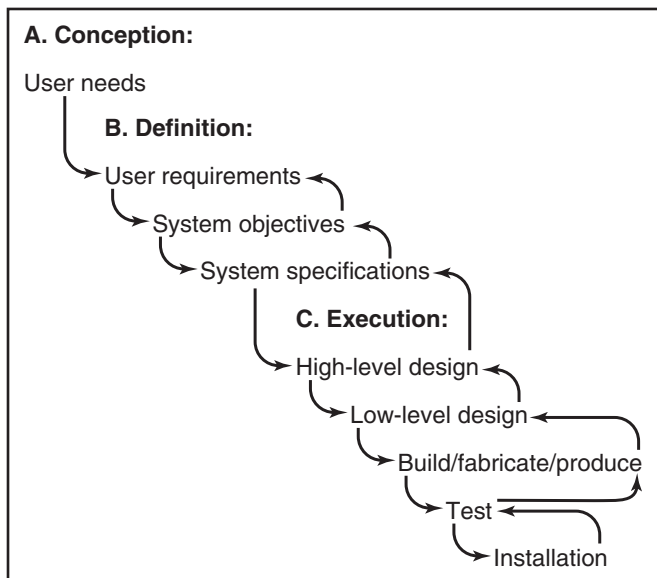 A. Conception:
User needs
B. Definition:
User requirements
System objectives
System specifications
C. Execution:
High-level design
Low-level design
Build/fabricate/produce
Test
Installation